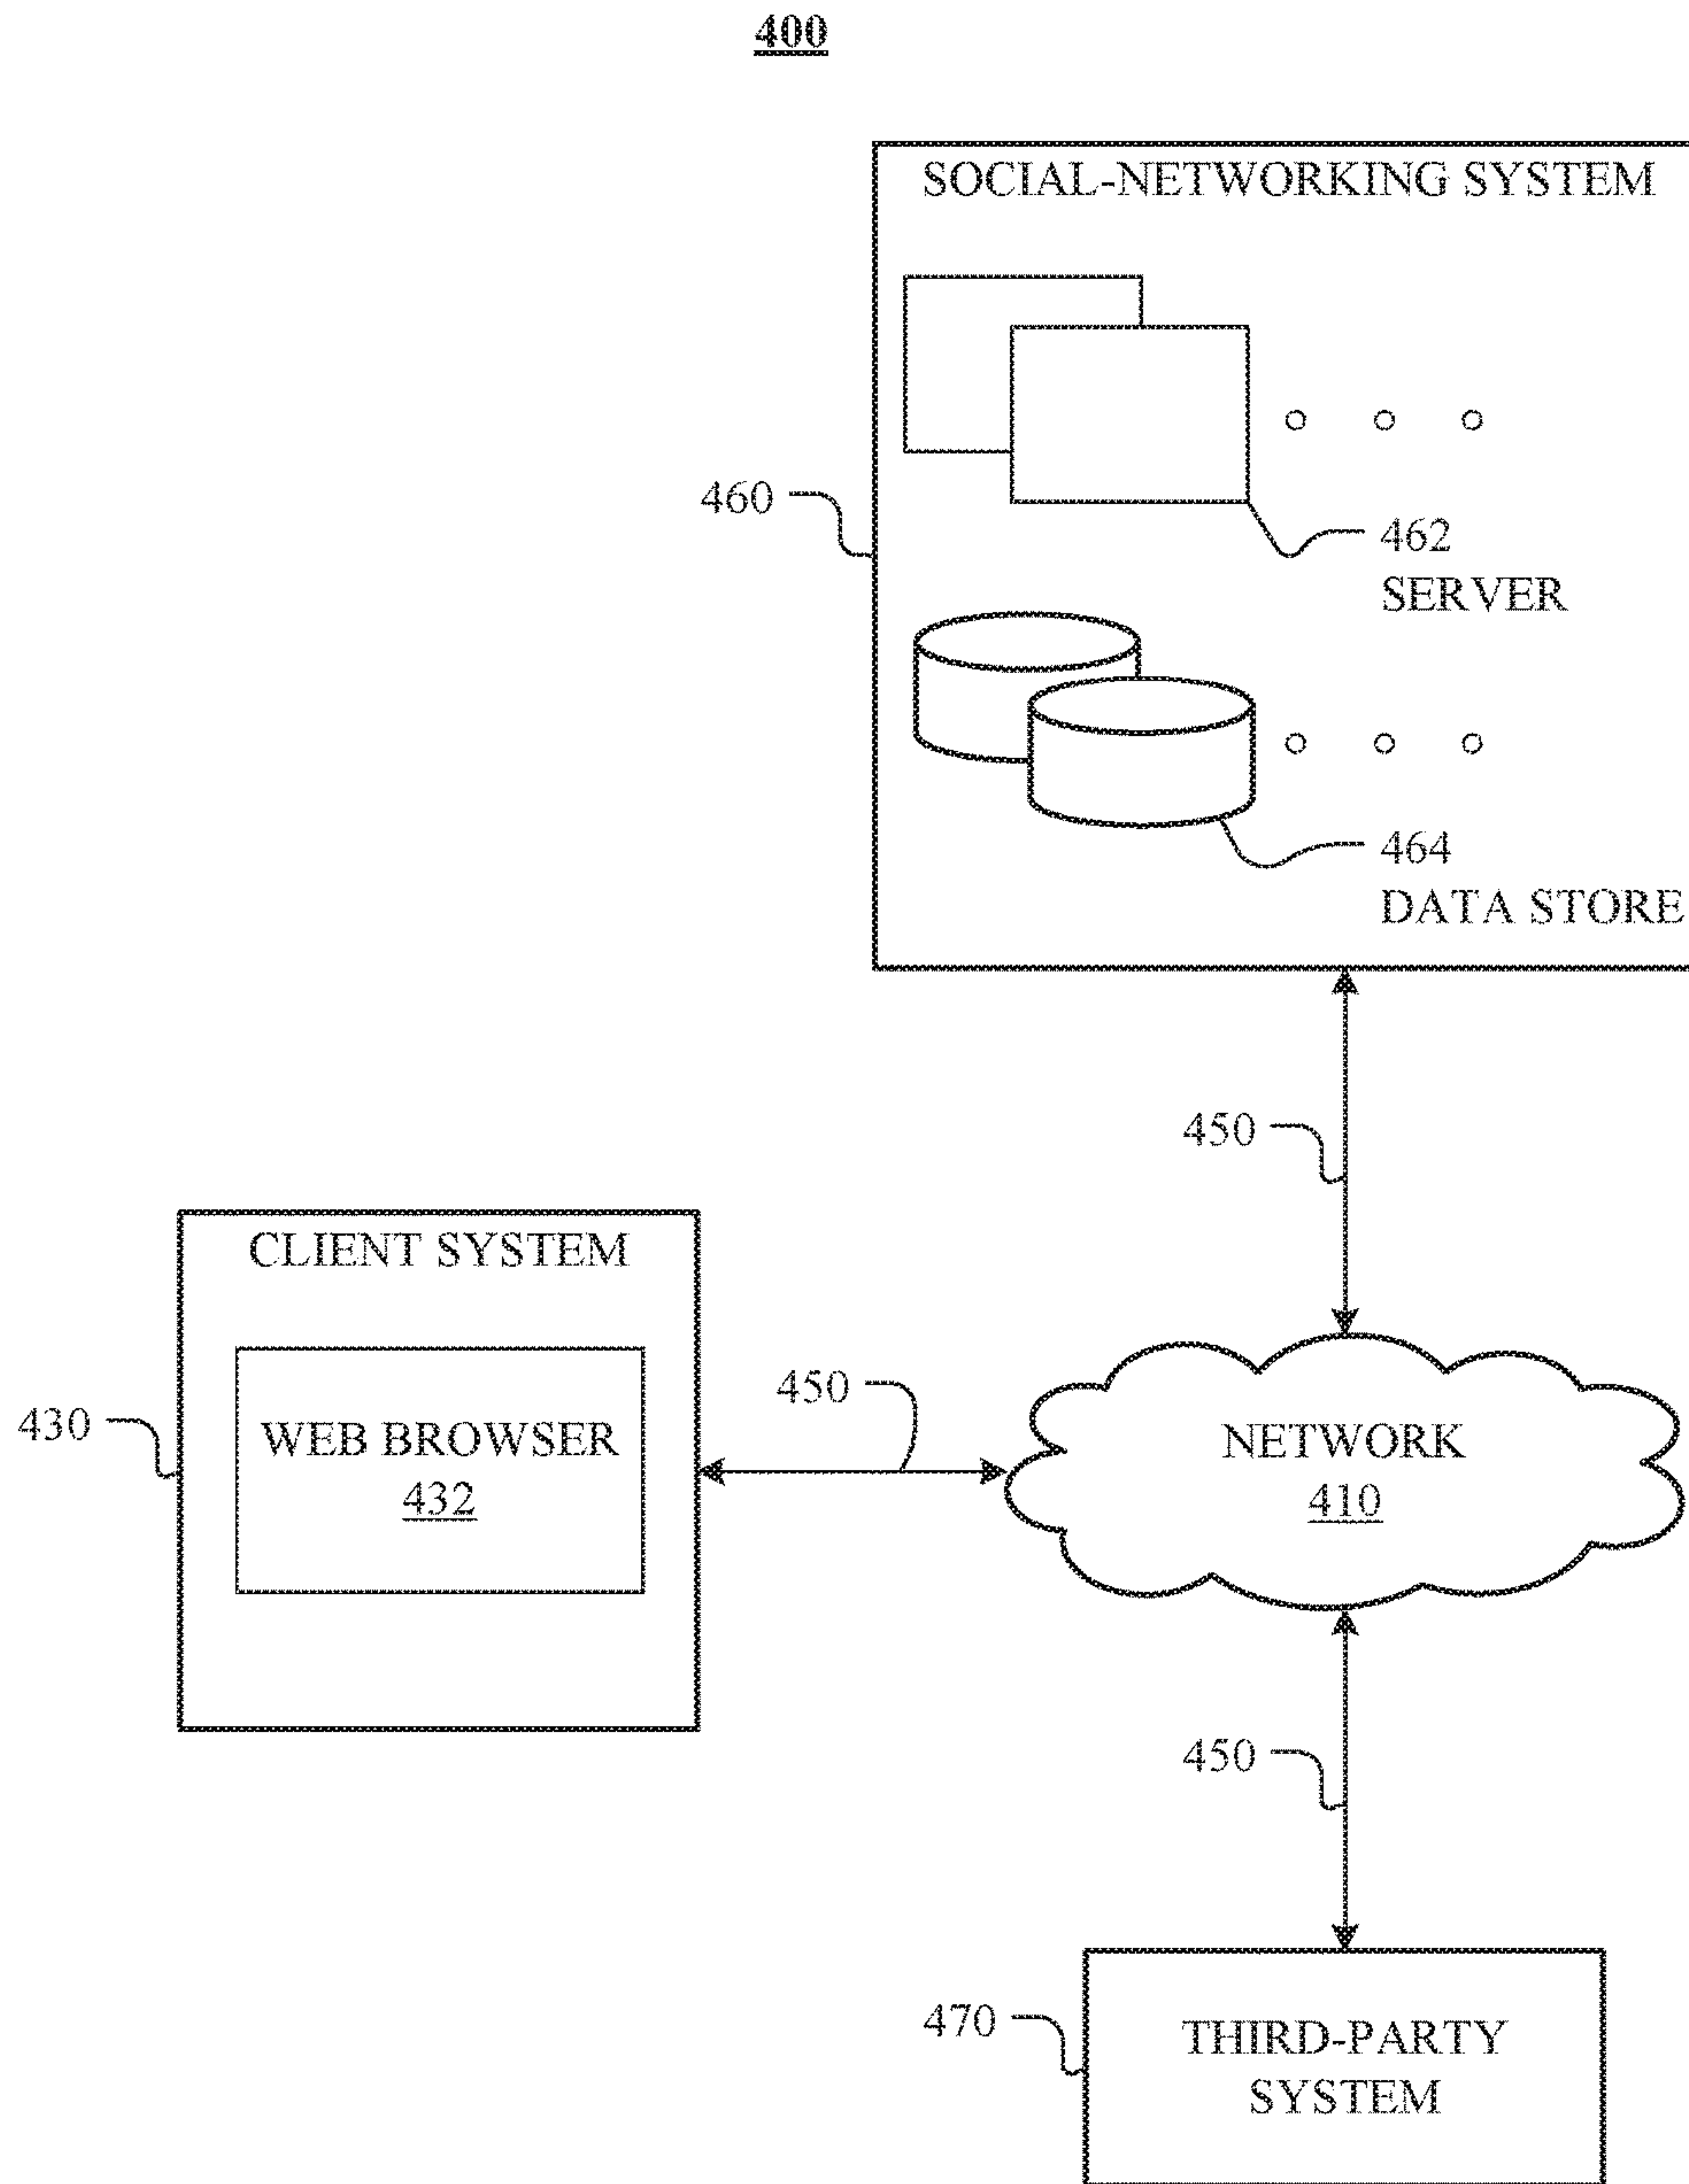 400
SOCIAL-NETWORKING SYSTEM
460
462
SERVER
464
DATA STORE
450
CLIENT SYSTEM
430
WEB BROWSER
432
450
NETWORK
410
450
470
THIRD-PARTY
SYSTEM